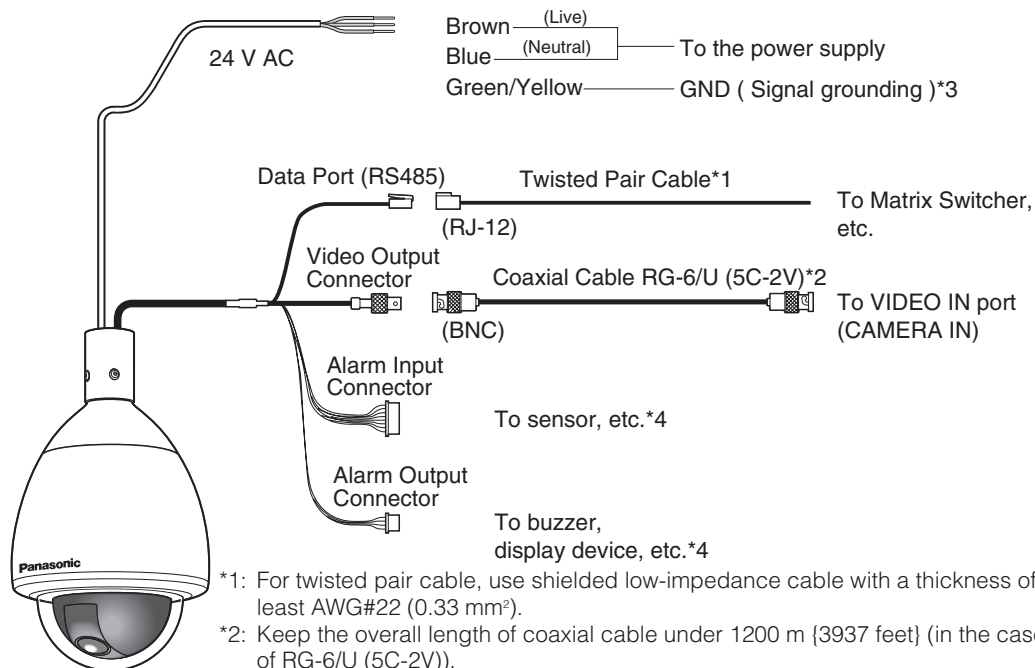 24 V AC
Brown (Live)
Blue (Neutral)
To the power supply
Green/Yellow GND ( Signal grounding )*3
Data Port (RS485)
Twisted Pair Cable*1
(RJ-12)
To Matrix Switcher,
etc.
Video Output
Connector
Coaxial Cable RG-6/U (5C-2V)*2
(BNC)
To VIDEO IN port
(CAMERA IN)
Alarm Input
Connector
To sensor, etc.*4
Alarm Output
Connector
To buzzer,
display device, etc.*4
Panasonic
*1: For twisted pair cable, use shielded low-impedance cable with a thickness of
least AWG#22 (0.33 mm²).
*2: Keep the overall length of coaxial cable under 1200 m {3937 feet} (in the case
of RG-6/U (5C-2V)).